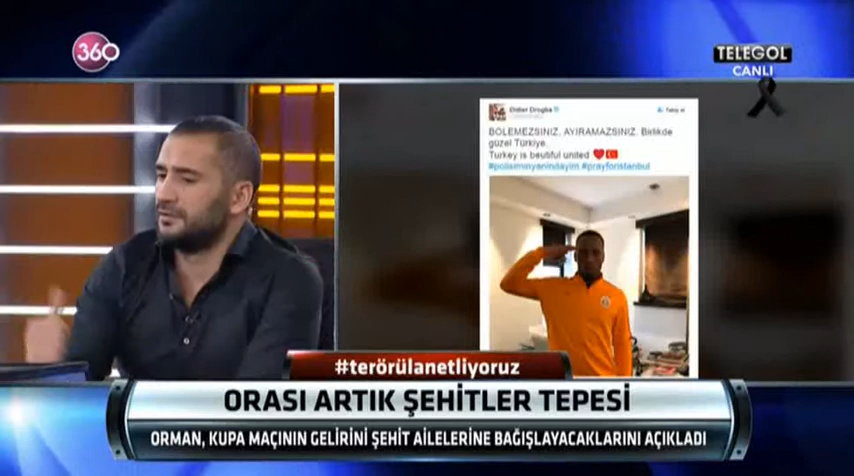 360
TELEGOL
CANLI
Didier Drogba
BÖLEMEZSINIZ, AYIRAMAZSINIZ. Birlikde
güzel Türkiye.
Turkey is beutiful united
#polisiminyanindayim #prayforistanbul
#terörülanetliyoruz
ORASI ARTIK ŞEHİTLER TEPESİ
ORMAN, KUPA MAÇININ GELİRİNİ ŞEHİT AİLELERİNE BAĞIŞLAYACAKLARINI AÇIKLADI